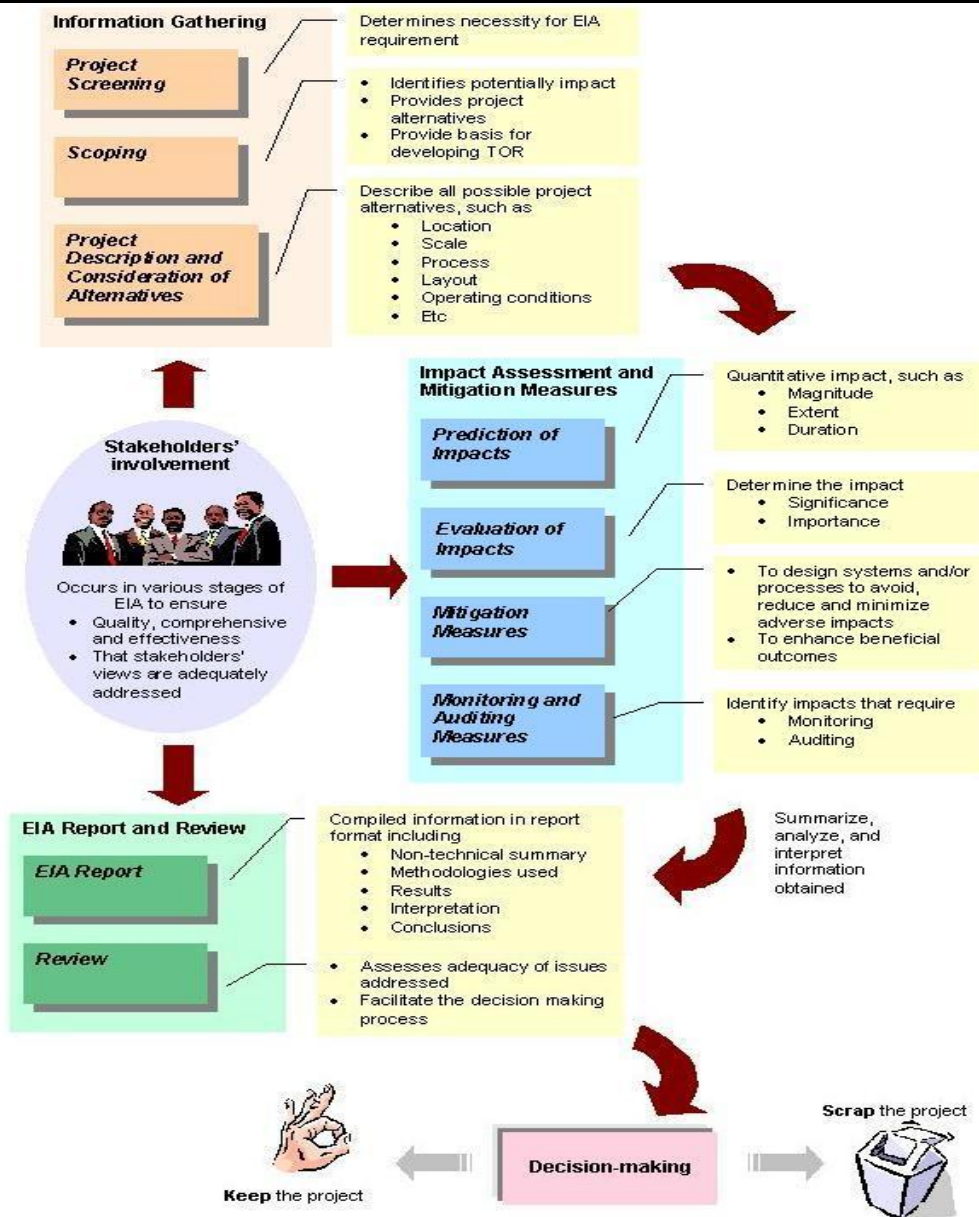 Information Gathering
Project
Screening
Determines necessity for EIA
requirement
Scoping
• Identifies potentially impact
• Provides project
alternatives
• Provide basis for
developing TOR
Project
Description and
Consideration of
Alternatives
Describe all possible project
alternatives, such as
• Location
• Scale
• Process
• Layout
• Operating conditions
• Etc
Stakeholders'
involvement
Occurs in various stages of
EIA to ensure
• Quality, comprehensive
and effectiveness
• That stakeholders'
views are adequately
addressed
Impact Assessment and
Mitigation Measures
Prediction of
Impacts
Quantitative impact, such as
• Magnitude
• Extent
• Duration
Evaluation of
Impacts
Determine the impact
• Significance
• Importance
Mitigation
Measures
• To design systems and/or
processes to avoid,
reduce and minimize
adverse impacts
• To enhance beneficial
outcomes
Monitoring and
Auditing
Measures
Identify impacts that require
• Monitoring
• Auditing
Summarize,
analyze, and
interpret
information
obtained
EIA Report and Review
EIA Report
Compiled information in report
format including
• Non-technical summary
• Methodologies used
• Results
• Interpretation
• Conclusions
Review
• Assesses adequacy of issues
addressed
• Facilitate the decision making
process
Decision-making
Keep the project
Scrap the project